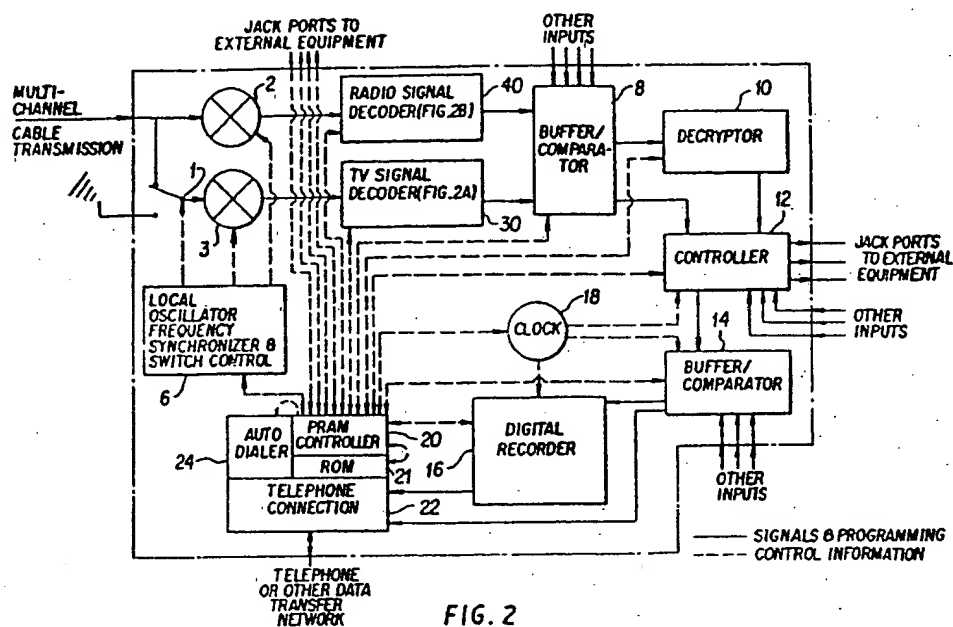 JACK PORTS TO
EXTERNAL EQUIPMENT
OTHER
INPUTS
MULTI-
CHANNEL
CABLE
TRANSMISSION
2
RADIO SIGNAL
DECODER(FIG.2B)
40
8
BUFFER/
COMPARA-
TOR
10
DECRYPTOR
1
3
TV SIGNAL
DECODER(FIG.2A)
30
12
CONTROLLER
JACK PORTS
TO EXTERNAL
EQUIPMENT
OTHER
INPUTS
LOCAL
OSCILLATOR
FREQUENCY
SYNCHRONIZER &
SWITCH CONTROL
6
18
CLOCK
14
BUFFER/
COMPARATOR
OTHER
INPUTS
24
AUTO
DIALER
PRAM
CONTROLLER
20
ROM
21
TELEPHONE
CONNECTION
22
16
DIGITAL
RECORDER
SIGNALS & PROGRAMMING
CONTROL INFORMATION
TELEPHONE
OR OTHER DATA
TRANSFER
NETWORK
FIG. 2